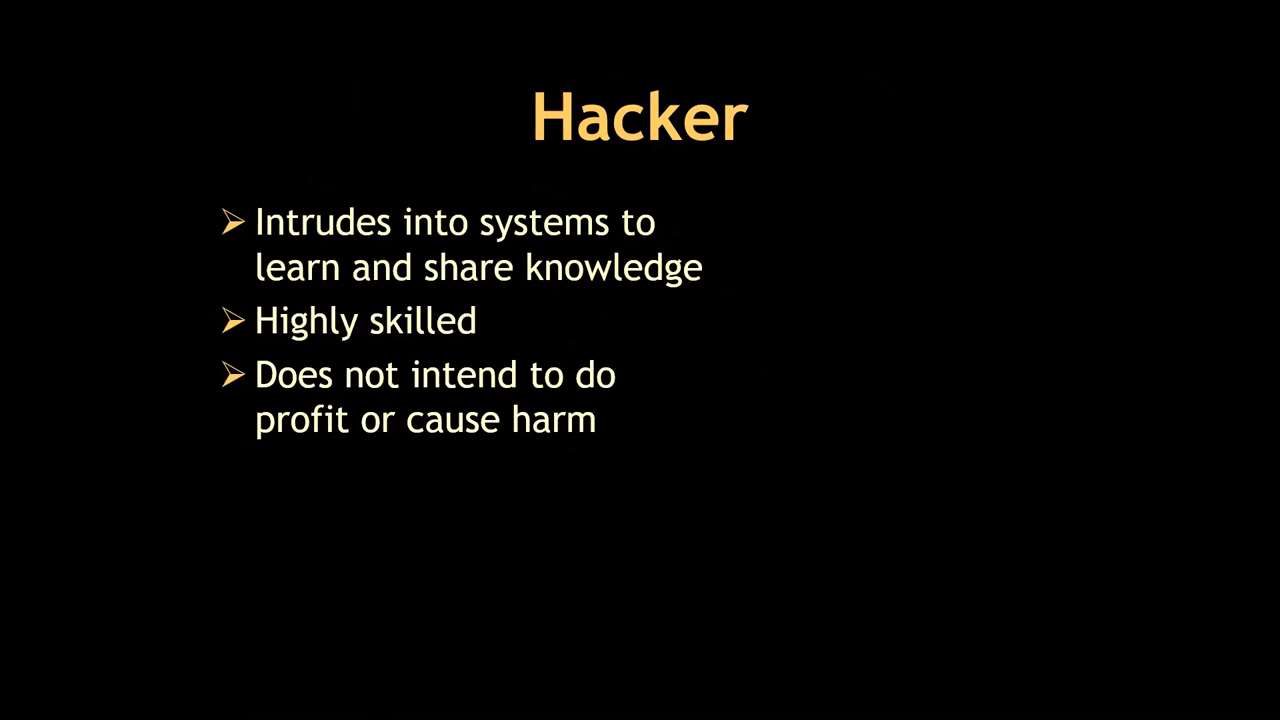 Hacker
➢ Intrudes into systems to
learn and share knowledge
➢ Highly skilled
➢ Does not intend to do
profit or cause harm